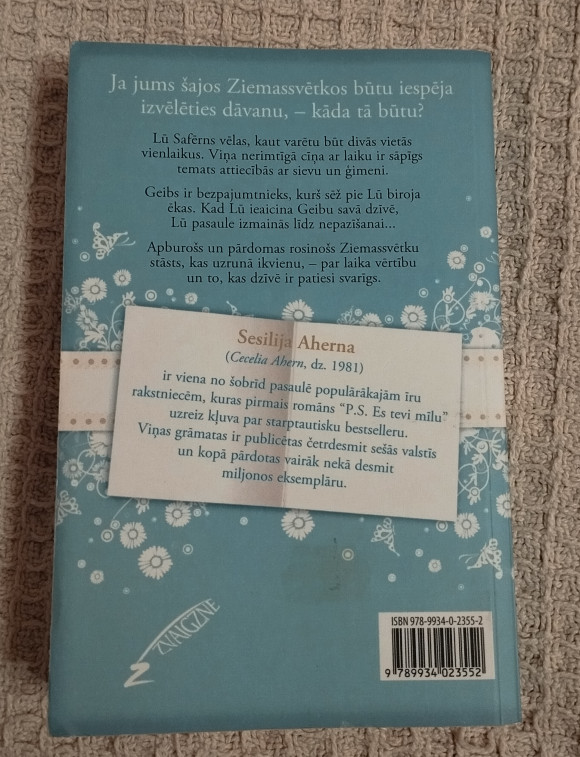 Ja jums šajos Ziemassvētkos būtu iespēja
izvēlēties dāvanu, – kāda tā būtu?
Lū Safērns vēlas, kaut varētu būt divās vietās
vienlaikus. Viņa nerimtīgā cīņa ar laiku ir sāpīgs
temats attiecībās ar sievu un ģimeni.
Geibs ir bezpajumtnieks, kurš sēž pie Lū biroja
ēkas. Kad Lū ieaicina Geibu savā dzīvē,
Lū pasaule izmainās līdz nepazīšanai...
Apburošs un pārdomas rosinošs Ziemassvētku
stāsts, kas uzrunā ikvienu, – par laika vērtību
un to, kas dzīvē ir patiesi svarīgs.
Sesilija Aherna
(Cecelia Ahern, dz. 1981)
ir viena no šobrīd pasaulē populārākajām īru
rakstniecēm, kuras pirmais romāns “P.S. Es tevi mīlu”
uzreiz kļuva par starptautisku bestselleru.
Viņas grāmatas ir publicētas četrdesmit sešās valstīs
un kopā pārdotas vairāk nekā desmit
miljonos eksemplāru.
ZVAIGZNE
ISBN 978-9934-0-2355-2
9 789934 023552